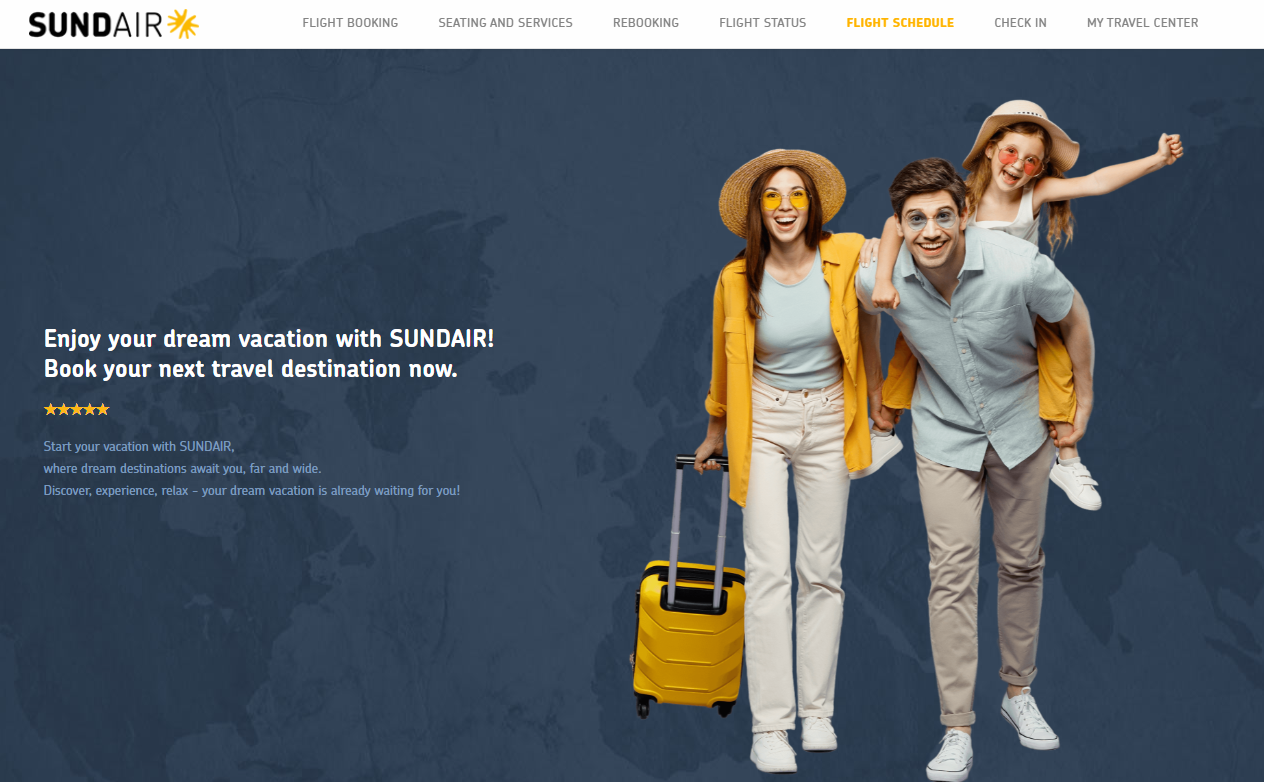 SUNDAIR
FLIGHT BOOKING
SEATING AND SERVICES
REBOOKING
FLIGHT STATUS
FLIGHT SCHEDULE
CHECK IN
MY TRAVEL CENTER
Enjoy your dream vacation with SUNDAIR!
Book your next travel destination now.
Start your vacation with SUNDAIR,
where dream destinations await you, far and wide.
Discover, experience, relax - your dream vacation is already waiting for you!